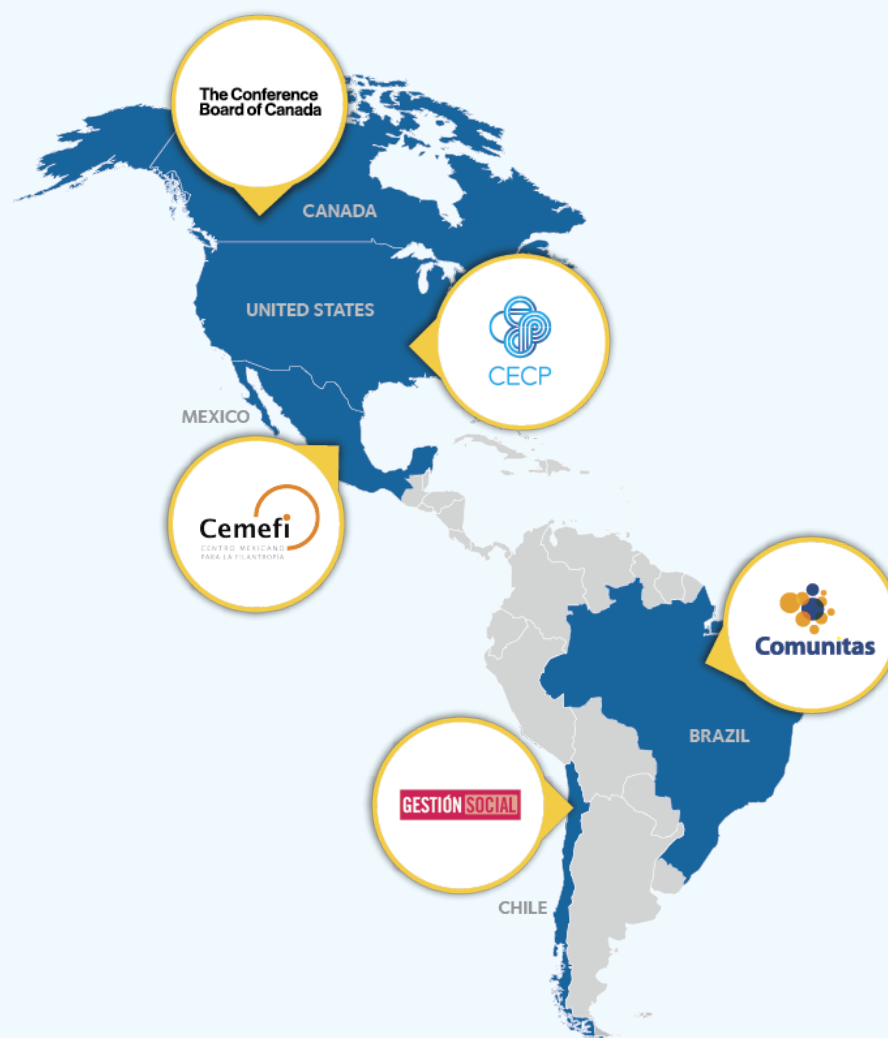 The Conference
Board of Canada
CANADA
UNITED STATES
CECP
MEXICO
Cemefi
CENTRO MEXICANO
PARA LA FILANTROPÍA
Comunitas
BRAZIL
GESTIÓN SOCIAL
CHILE